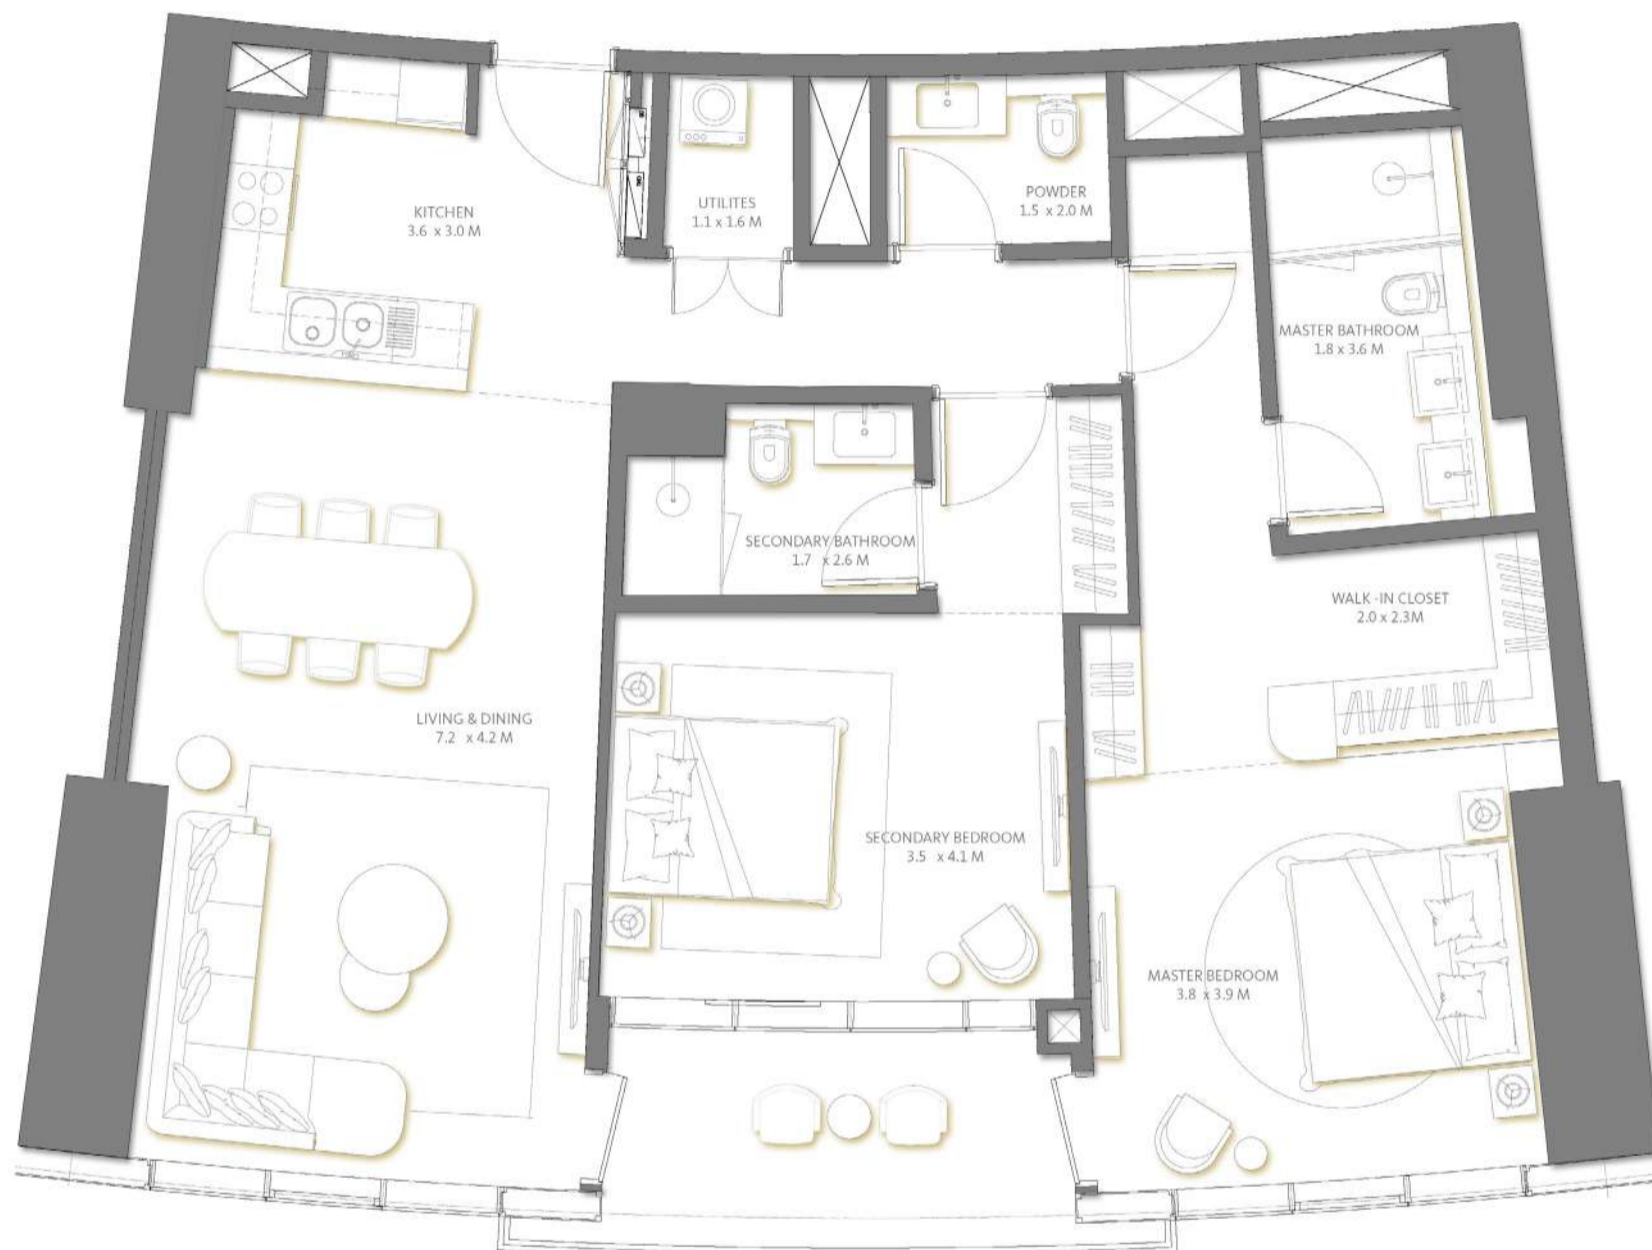 KITCHEN
3.6 x 3.0 M
UTILITES
1.1 x 1.6 M
POWDER
1.5 x 2.0 M
MASTER BATHROOM
1.8 x 3.6 M
SECONDARY BATHROOM
1.7 x 2.6 M
WALK -IN CLOSET
2.0 x 2.3M
LIVING & DINING
7.2 x 4.2 M
SECONDARY BEDROOM
3.5 x 4.1 M
MASTER BEDROOM
3.8 x 3.9 M